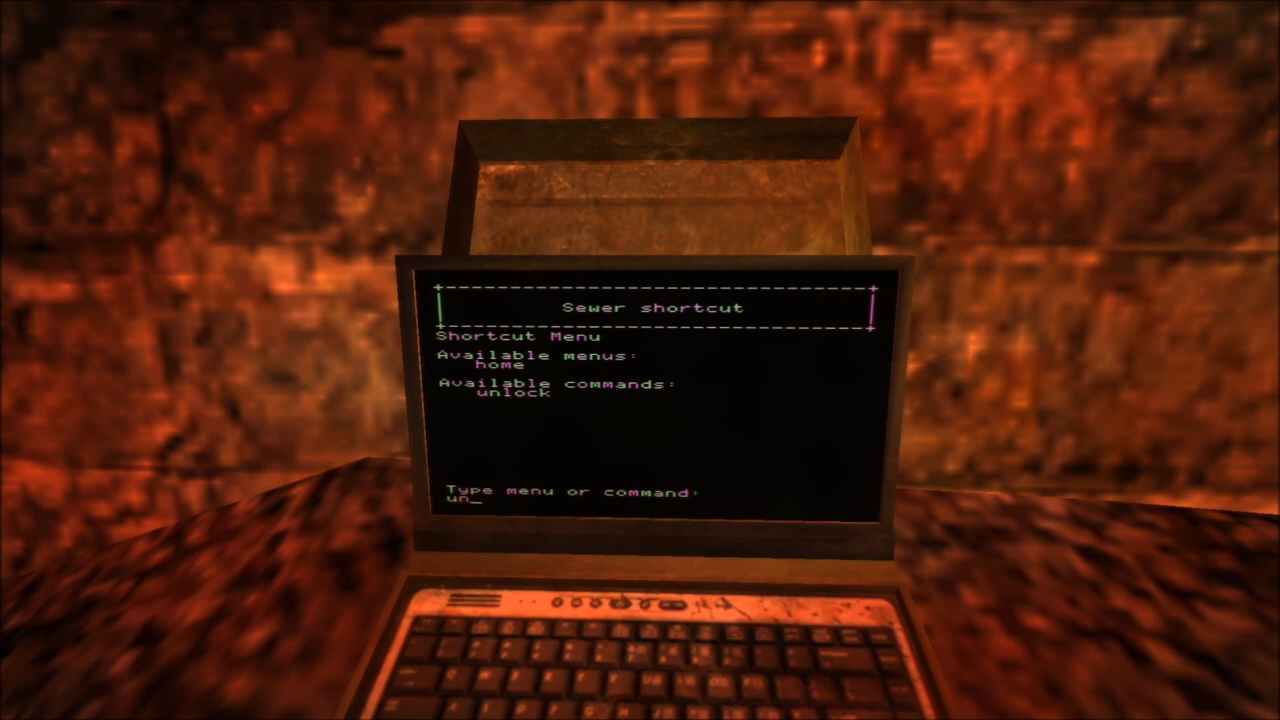 Sewer shortcut
Shortcut Menu
Available menus:
home
Available commands:
unlock
Type menu or command:
un_